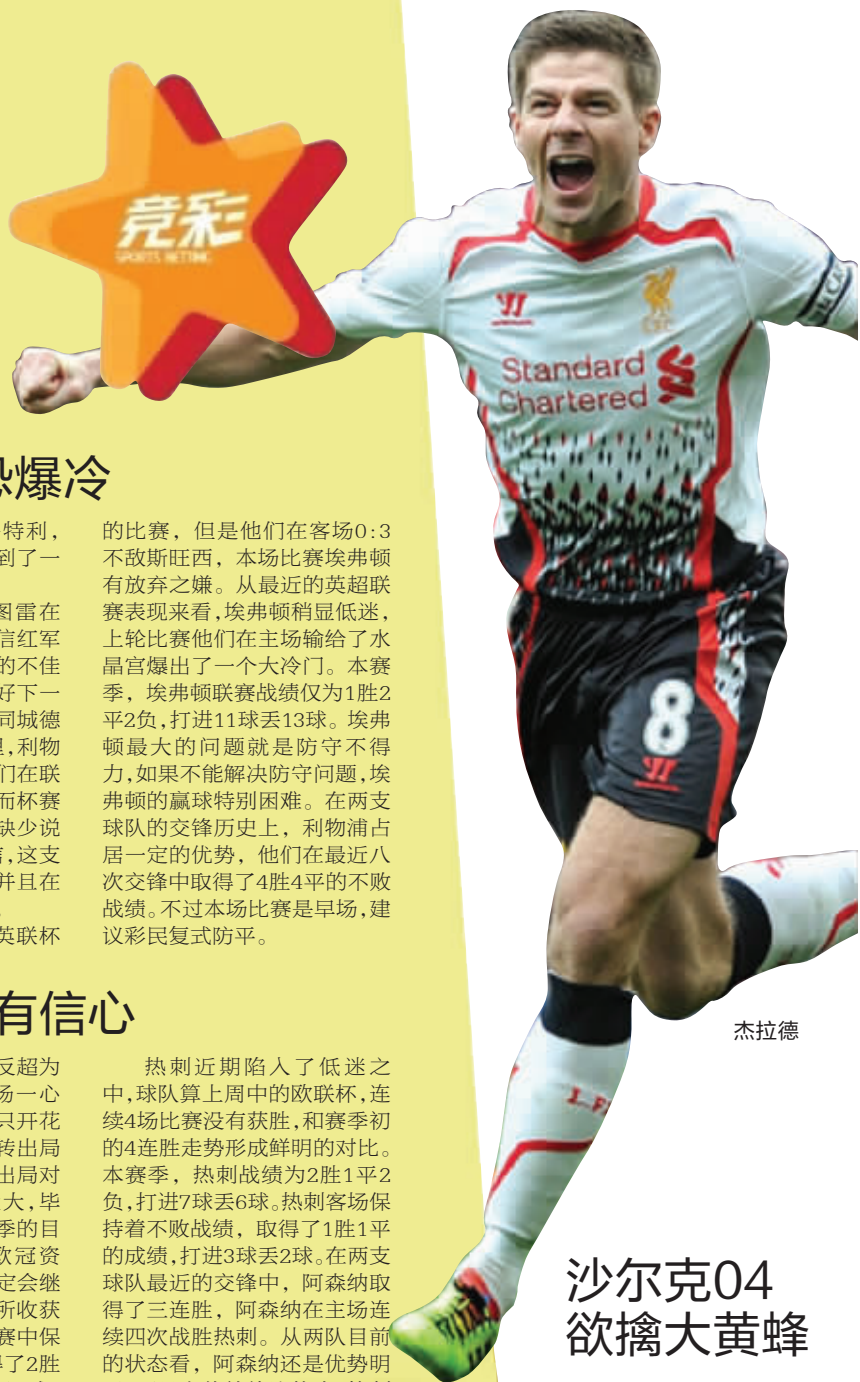 竞彩
SPORTS BETTING
Standard
Chartered
8
爆冷
特利，
到了一
图雷在
信红军
的不佳
好下一
同城德
利物
们在联
而杯赛
缺少说
这支
并且在
英联杯
的比赛，但是他们在客场0:3
不敌斯旺西，本场比赛埃弗顿
有放弃之嫌。从最近的英超联
赛表现来看，埃弗顿稍显低迷，
上轮比赛他们在主场输给了水
晶宫爆出了一个大冷门。本赛
季，埃弗顿联赛战绩仅为1胜2
平2负，打进11球丢13球。埃弗
顿最大的问题就是防守不得
力，如果不能解决防守问题，埃
弗顿的赢球特别困难。在两支
球队的交锋历史上，利物浦占
居一定的优势，他们在最近八
次交锋中取得了4胜4平的不败
战绩。不过本场比赛是早场，建
议彩民复式防平。
有信心
反超为
场一心
只开花
转出局
出局对
大，毕
季的目
欧冠资
定会继
所收获
赛中保
得了2胜
热刺近期陷入了低迷之
中，球队算上周中的欧联杯，连
续4场比赛没有获胜，和赛季初
的4连胜走势形成鲜明的对比。
本赛季，热刺战绩为2胜1平2
负，打进7球丢6球。热刺客场保
持着不败战绩，取得了1胜1平
的成绩，打进3球丢2球。在两支
球队最近的交锋中，阿森纳取
得了三连胜，阿森纳在主场连
续四次战胜热刺。从两队目前
的状态看，阿森纳还是优势明
杰拉德
沙尔克04
欲擒大黄蜂